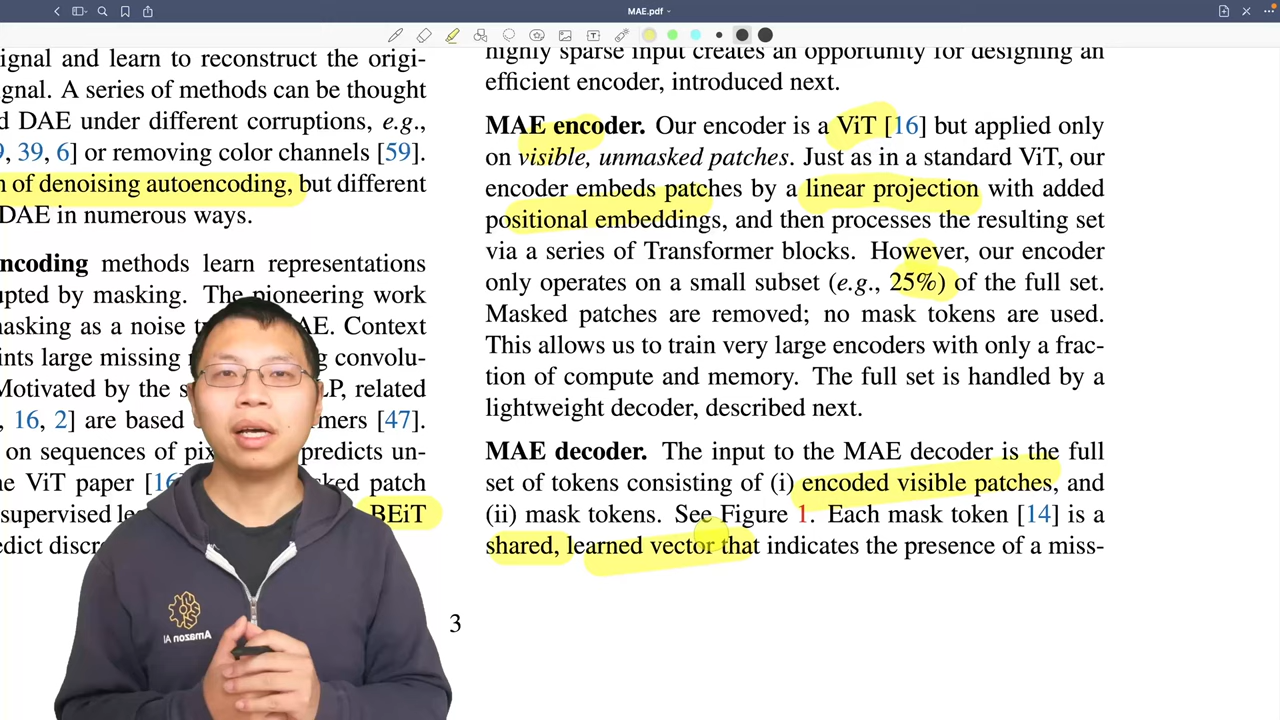 MAE.pdf
ignal and learn to reconstruct the origi-
gnal. A series of methods can be thought
d DAE under different corruptions, e.g.,
9, 39, 6] or removing color channels [59].
n of denoising autoencoding, but different
DAE in numerous ways.
ncoding methods learn representations
upted by masking. The pioneering work
masking as a noise AE. Context
ints large missing g convolu-
Motivated by the s LP, related
, 16, 2] are based mers [47].
on sequences of pix predicts un-
e ViT paper [16 sked patch
supervised le BEiT
edict discr
3
highly sparse input creates an opportunity for designing an
efficient encoder, introduced next.
MAE encoder. Our encoder is a ViT [16] but applied only
on visible, unmasked patches. Just as in a standard ViT, our
encoder embeds patches by a linear projection with added
positional embeddings, and then processes the resulting set
via a series of Transformer blocks. However, our encoder
only operates on a small subset (e.g., 25%) of the full set.
Masked patches are removed; no mask tokens are used.
This allows us to train very large encoders with only a frac-
tion of compute and memory. The full set is handled by a
lightweight decoder, described next.
MAE decoder. The input to the MAE decoder is the full
set of tokens consisting of (i) encoded visible patches, and
(ii) mask tokens. See Figure 1. Each mask token [14] is a
shared, learned vector that indicates the presence of a miss-
Amazon AI